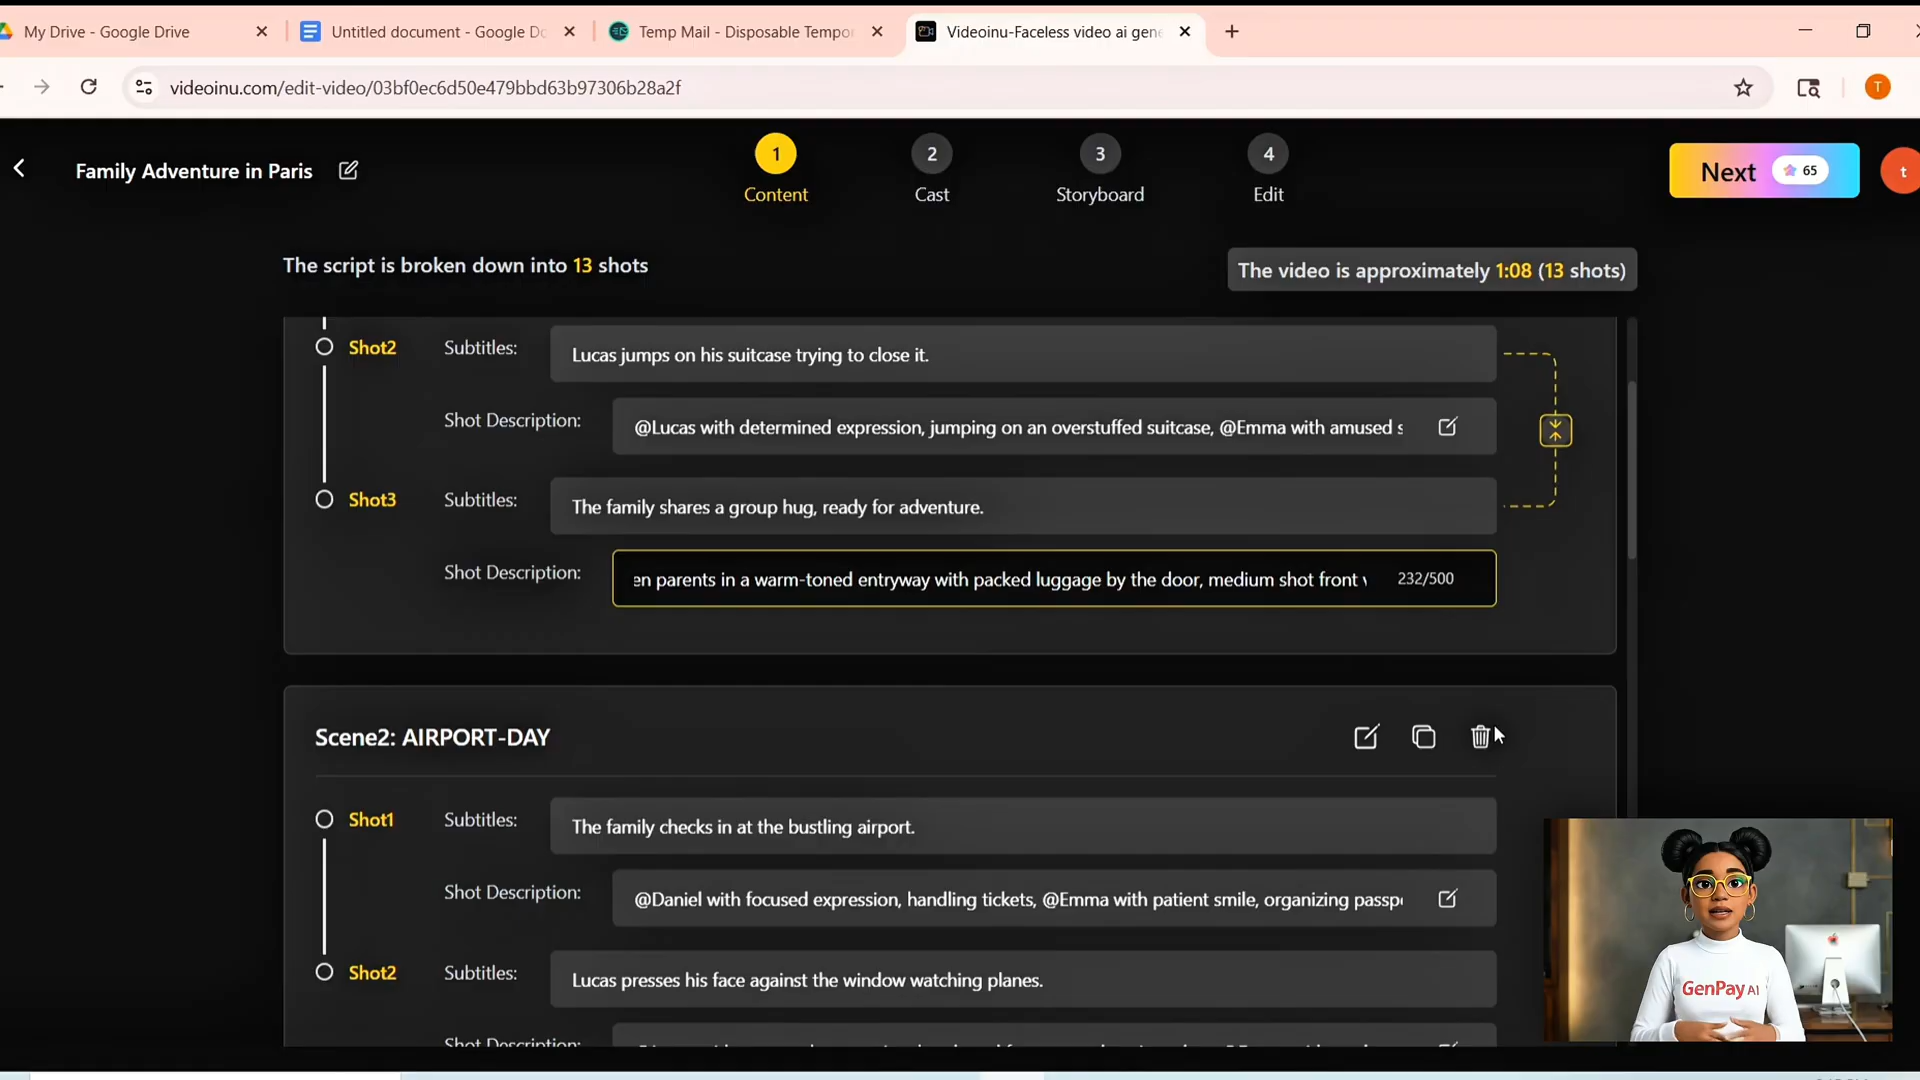 My Drive - Google Drive
Untitled document - Google Do
Temp Mail - Disposable Tempor
Videoinu-Faceless video ai gene
videoinu.com/edit-video/03bf0ec6d50e479bbd63b97306b28a2f
T
Family Adventure in Paris
1
Content
2
Cast
3
Storyboard
4
Edit
Next 65
t
The script is broken down into 13 shots
The video is approximately 1:08 (13 shots)
Shot2
Subtitles:
Lucas jumps on his suitcase trying to close it.
Shot Description:
@Lucas with determined expression, jumping on an overstuffed suitcase, @Emma with amused s
Shot3
Subtitles:
The family shares a group hug, ready for adventure.
Shot Description:
en parents in a warm-toned entryway with packed luggage by the door, medium shot front
232/500
Scene2: AIRPORT-DAY
Shot1
Subtitles:
The family checks in at the bustling airport.
Shot Description:
@Daniel with focused expression, handling tickets, @Emma with patient smile, organizing passp
Shot2
Subtitles:
Lucas presses his face against the window watching planes.
Shot Description:
GenPay AI